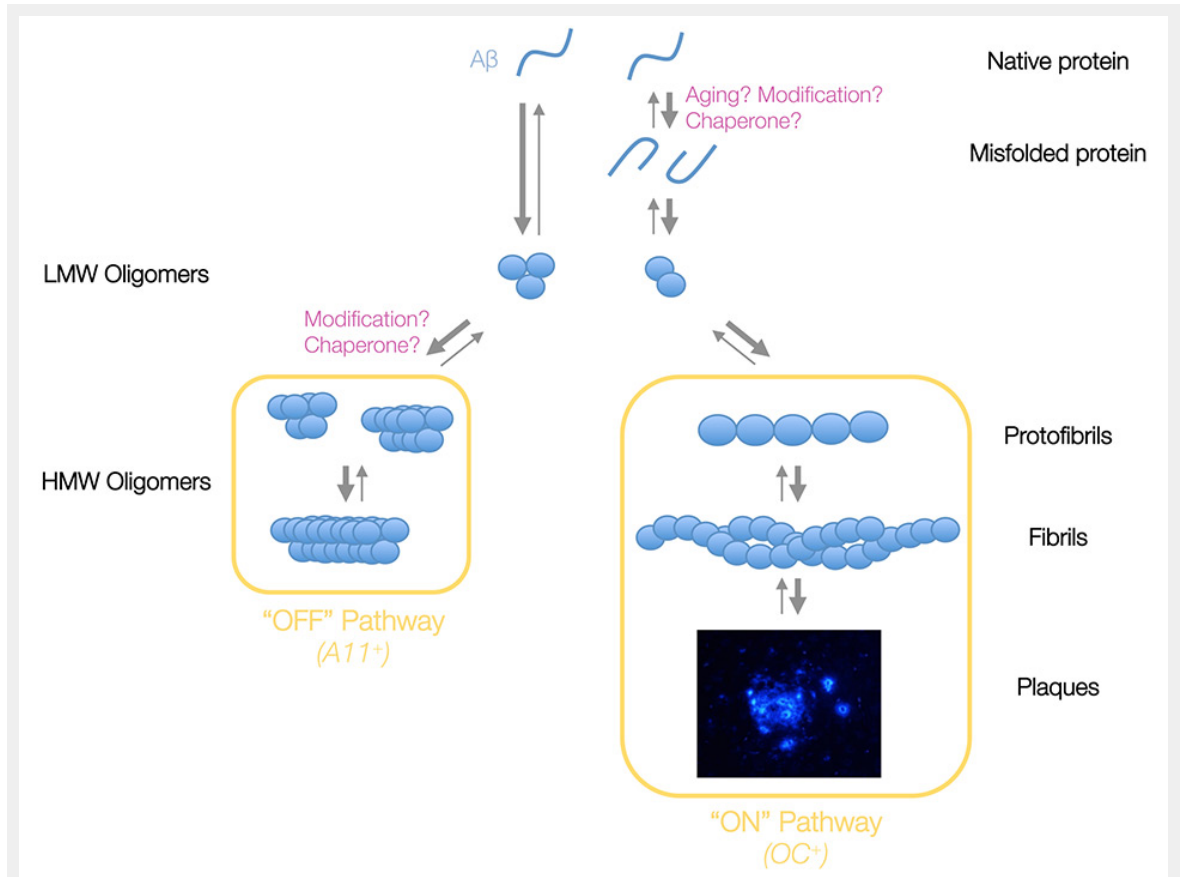 Aβ
Native protein
Aging? Modification?
Chaperone?
Misfolded protein
LMW Oligomers
Modification?
Chaperone?
Protofibrils
HMW Oligomers
Fibrils
“OFF” Pathway
(A11⁺)
Plaques
“ON” Pathway
(OC⁺)